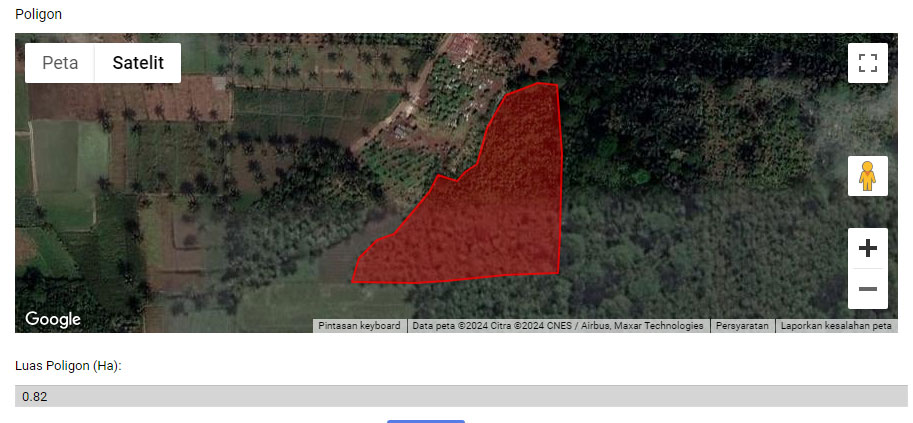 Poligon
Peta
Satelit
Google
Pintasan keyboard
Data peta ©2024 Citra ©2024 CNES / Airbus, Maxar Technologies
Persyaratan
Laporkan kesalahan peta
Luas Poligon (Ha):
0.82